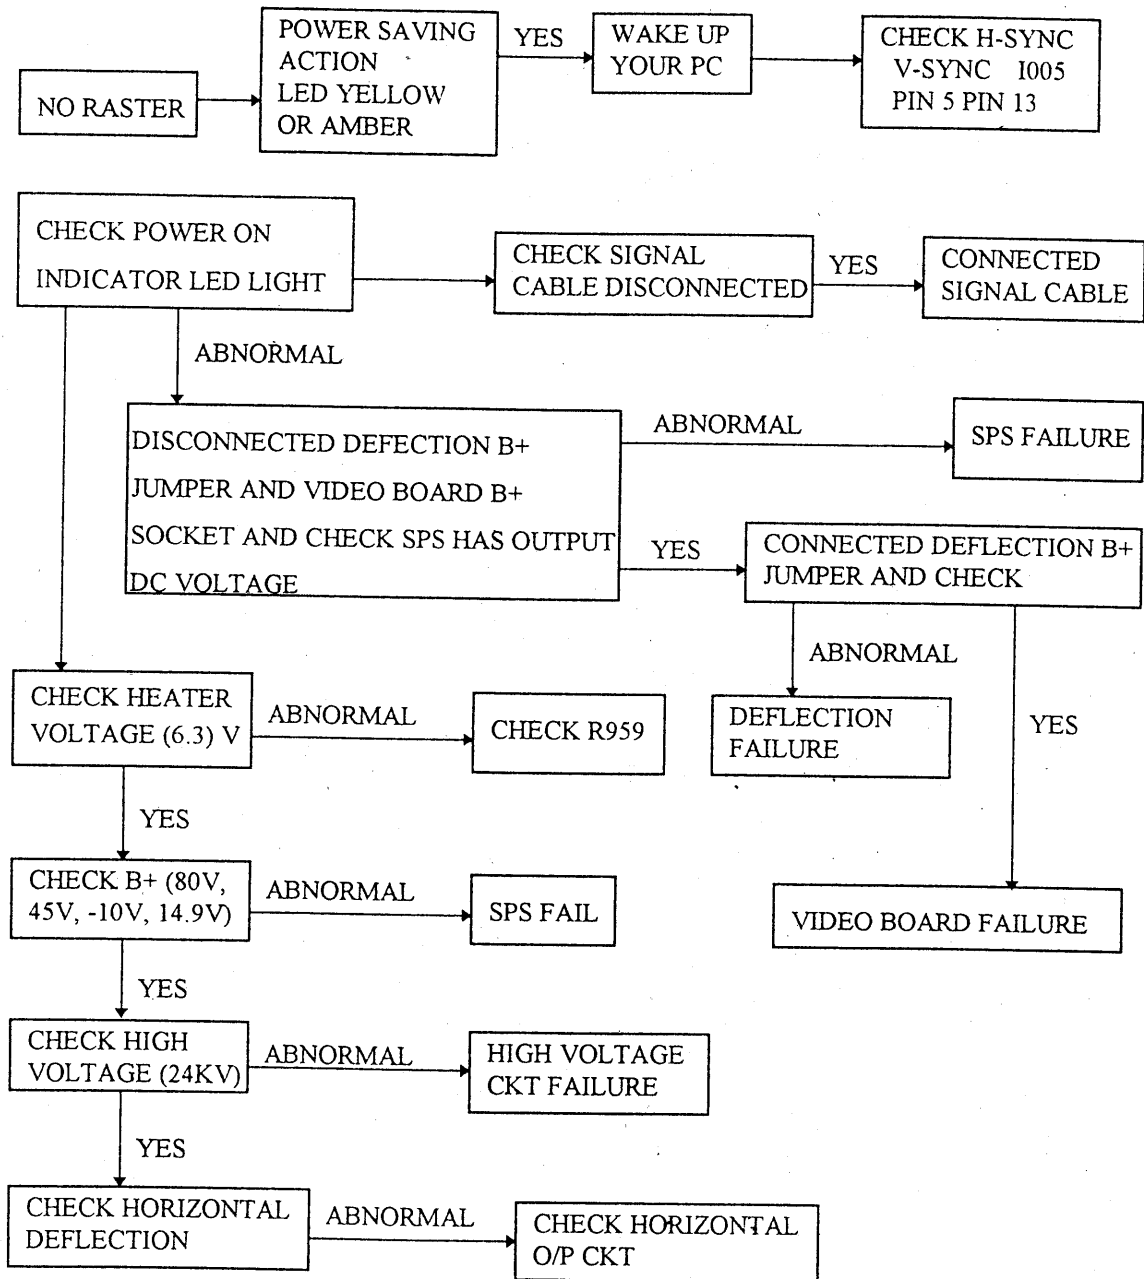 NO RASTER
POWER SAVING
ACTION
LED YELLOW
OR AMBER
YES
WAKE UP
YOUR PC
CHECK H-SYNC
V-SYNC I005
PIN 5 PIN 13
CHECK POWER ON
INDICATOR LED LIGHT
CHECK SIGNAL
CABLE DISCONNECTED
YES
CONNECTED
SIGNAL CABLE
ABNORMAL
DISCONNECTED DEFECTION B+
JUMPER AND VIDEO BOARD B+
SOCKET AND CHECK SPS HAS OUTPUT
DC VOLTAGE
ABNORMAL
SPS FAILURE
YES
CONNECTED DEFLECTION B+
JUMPER AND CHECK
ABNORMAL
DEFLECTION
FAILURE
YES
VIDEO BOARD FAILURE
CHECK HEATER
VOLTAGE (6.3) V
ABNORMAL
CHECK R959
YES
CHECK B+ (80V,
45V, -10V, 14.9V)
ABNORMAL
SPS FAIL
YES
CHECK HIGH
VOLTAGE (24KV)
ABNORMAL
HIGH VOLTAGE
CKT FAILURE
YES
CHECK HORIZONTAL
DEFLECTION
ABNORMAL
CHECK HORIZONTAL
O/P CKT